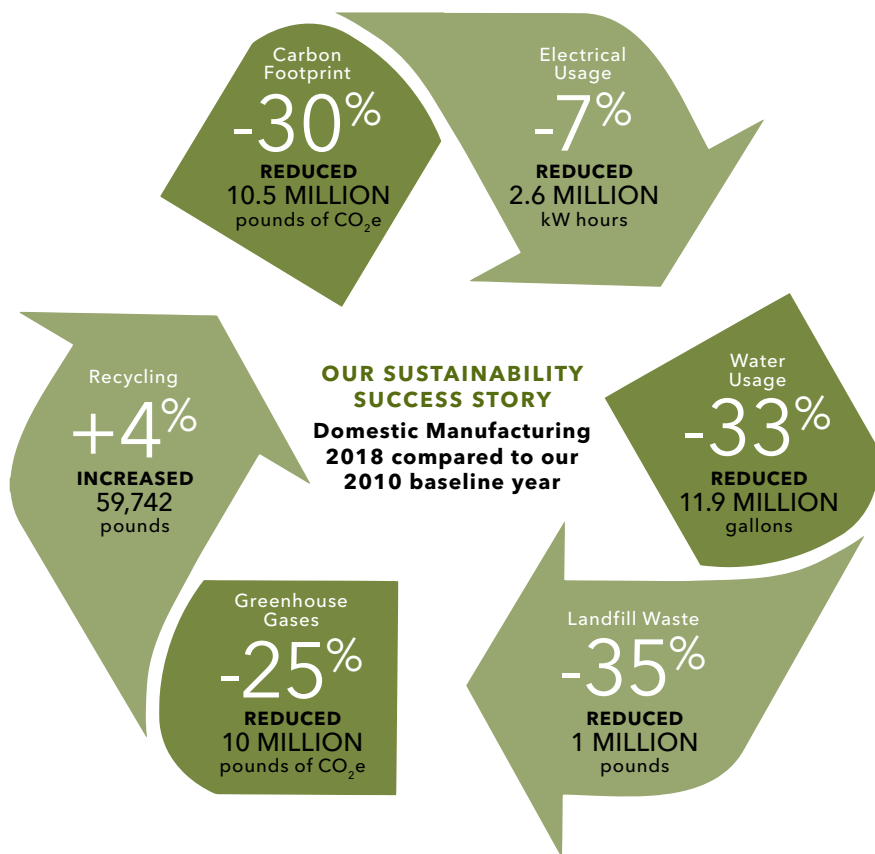 Carbon
Footprint
-30%
REDUCED
10.5 MILLION
pounds of CO₂e
Electrical
Usage
-7%
REDUCED
2.6 MILLION
kW hours
Water
Usage
-33%
REDUCED
11.9 MILLION
gallons
Landfill Waste
-35%
REDUCED
1 MILLION
pounds
Greenhouse
Gases
-25%
REDUCED
10 MILLION
pounds of CO₂e
Recycling
+4%
INCREASED
59,742
pounds
OUR SUSTAINABILITY
SUCCESS STORY
Domestic Manufacturing
2018 compared to our
2010 baseline year